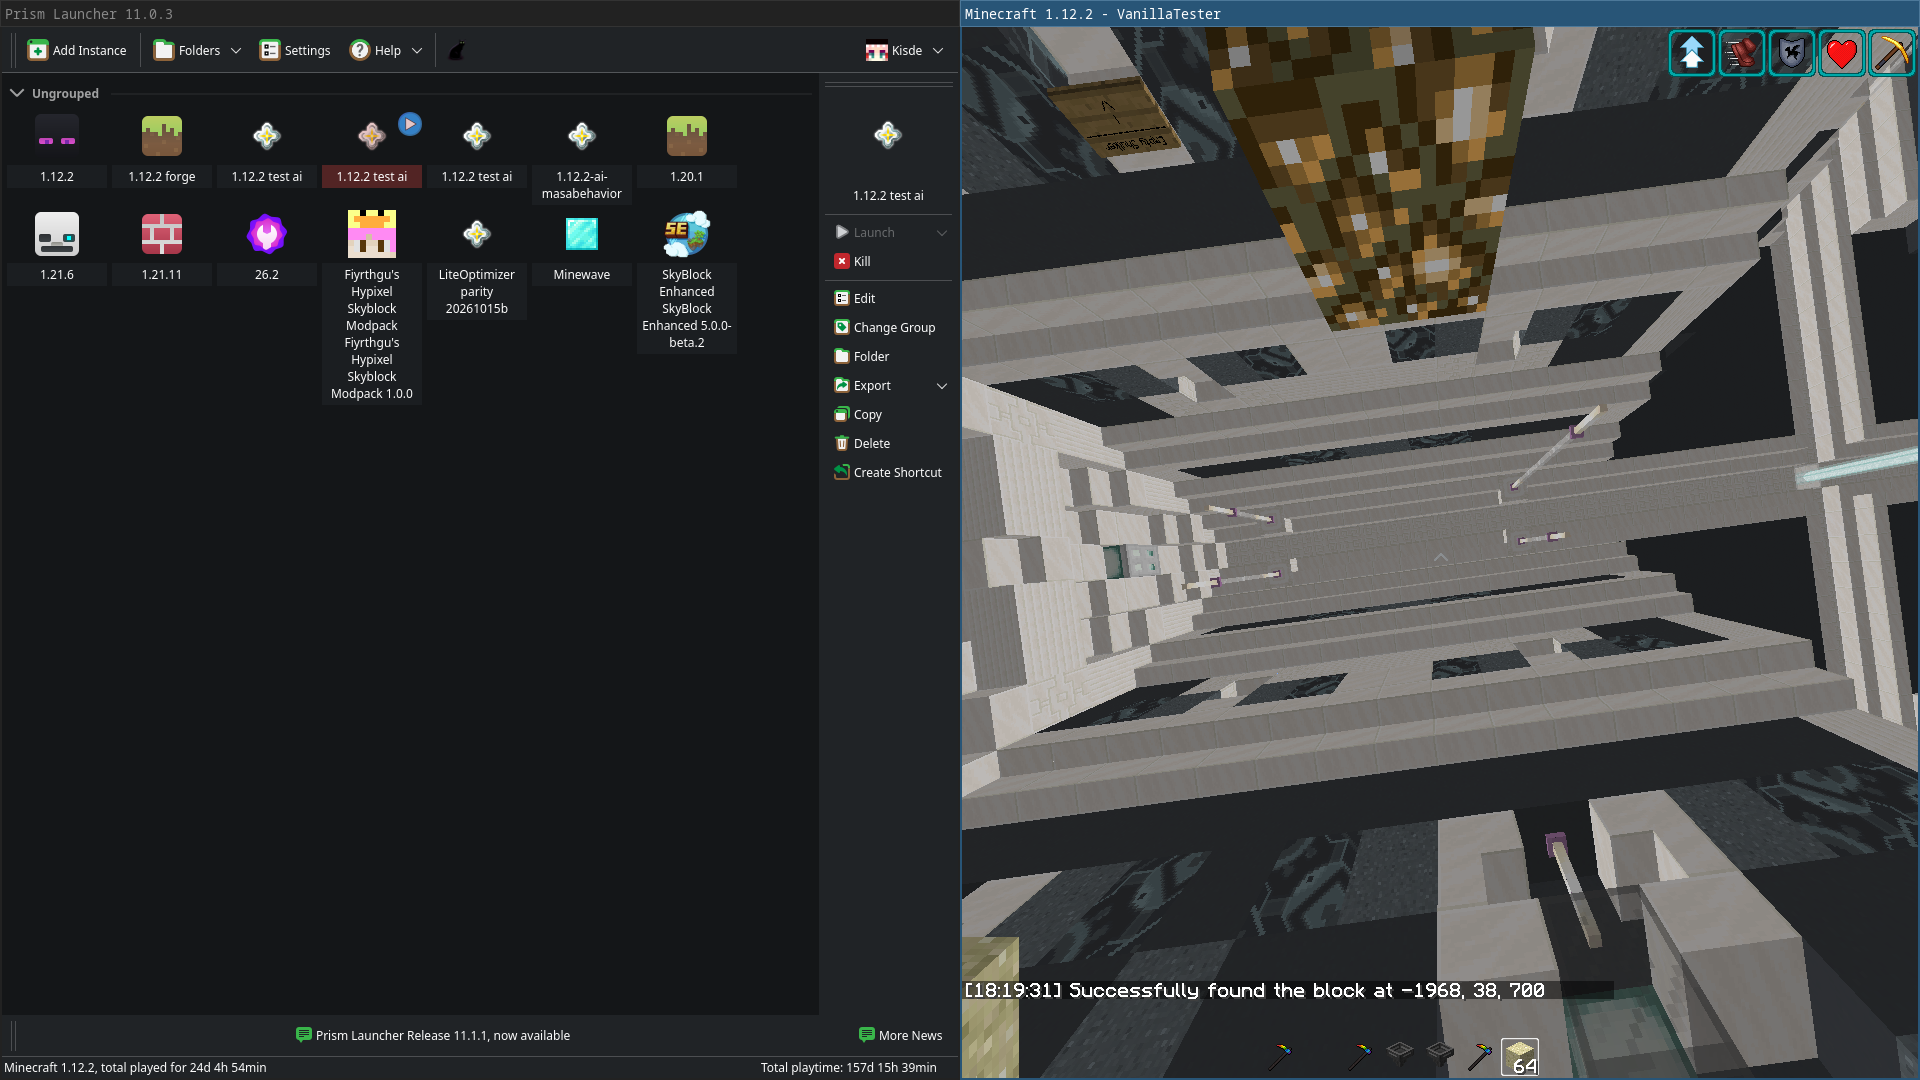 Prism Launcher 11.0.3
Minecraft 1.12.2 - VanillaTester
Add Instance
Folders
Settings
Help
Kisde
Ungrouped
1.12.2
1.12.2 forge
1.12.2 test ai
1.12.2 test ai
1.12.2 test ai
1.12.2-ai-
masabehavior
1.20.1
1.21.6
1.21.11
26.2
Fiyrthgu's
Hypixel
Skyblock
Modpack
Fiyrthgu's
Hypixel
Skyblock
Modpack 1.0.0
LiteOptimizer
parity
20261015b
Minewave
SkyBlock
Enhanced
SkyBlock
Enhanced 5.0.0-
beta.2
1.12.2 test ai
Launch
Kill
Edit
Change Group
Folder
Export
Copy
Delete
Create Shortcut
Empty Shulker
[18:19:31] Successfully found the block at -1968, 38, 700
64
Prism Launcher Release 11.1.1, now available
More News
Minecraft 1.12.2, total played for 24d 4h 54min
Total playtime: 157d 15h 39min